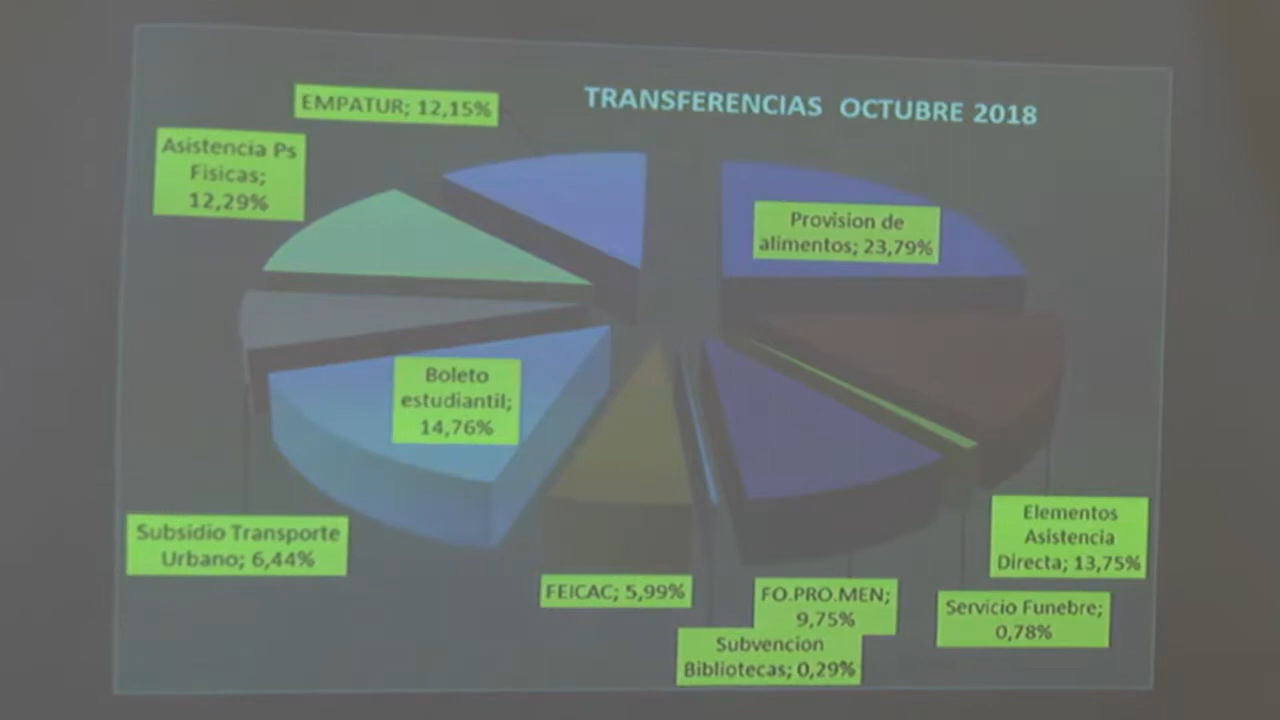 TRANSFERENCIAS OCTUBRE 2018
EMPATUR; 12,15%
Asistencia Ps
Fisicas;
12,29%
Provision de
alimentos; 23,79%
Boleto
estudiantil;
14,76%
Subsidio Transporte
Urbano; 6,44%
FEICAC; 5,99%
FO.PRO.MEN;
9,75%
Subvencion
Bibliotecas; 0,29%
Elementos
Asistencia
Directa; 13,75%
Servicio Funebre;
0,78%